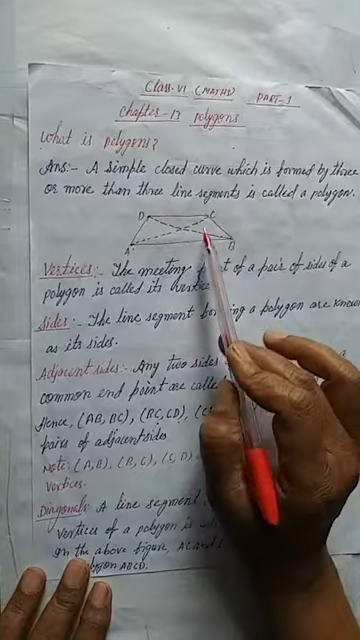 Class-VI (MATHS) PART-1
Chapter-13 Polygons
What is polygons?
Ans:- A simple closed curve which is formed by three
or more than three line segments is called a polygon.
D C
A B
Vertices:- The meeting point of a pair of sides of a
polygon is called its
Sides:- The line segment forming a polygon are known
as its sides.
Adjacent sides:- Any two sides
common end point are called
Hence, (AB, BC), (BC, CD),
pairs of adjacent sides
Note: (A, B), (B, C), (C, D)
vertices.
Diagonals: A line segment
vertices of a polygon is
on the above figure, AC and
polygon ABCD.